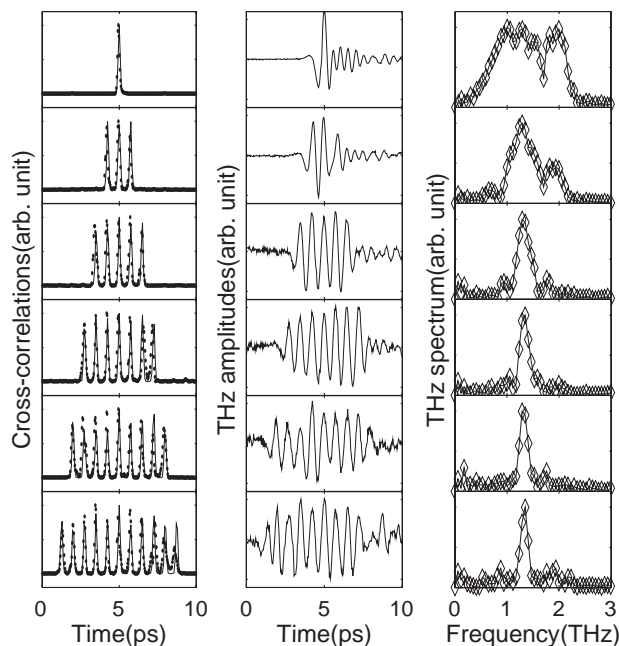 Cross-correlations(arb. unit)
THz amplitudes(arb. unit)
THz spectrum(arb. unit)
0 5 10
0 5 10
0 1 2 3
Time(ps)
Time(ps)
Frequency(THz)